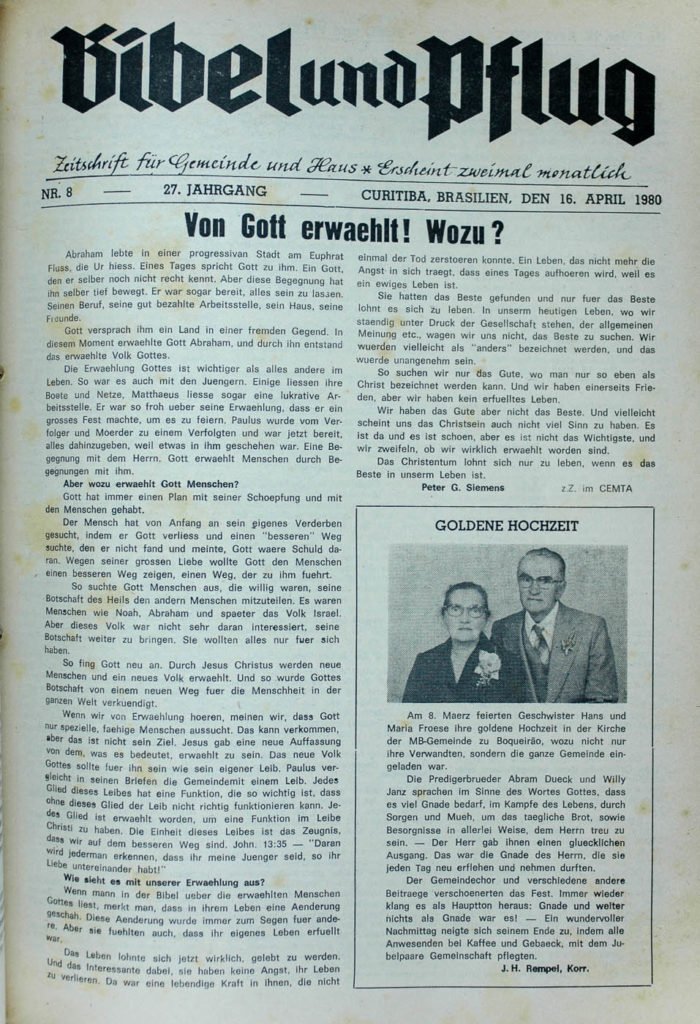 Bibel und Pflug
Zeitschrift für Gemeinde und Haus * Erscheint zweimal monatlich
NR. 8 — 27. JAHRGANG — CURITIBA, BRASILIEN, DEN 16. APRIL 1980
Von Gott erwaehlt! Wozu?
Abraham lebte in einer progressivan Stadt am Euphrat
Fluss, die Ur hiess. Eines Tages spricht Gott zu ihm. Ein Gott,
den er selber noch nicht recht kennt. Aber diese Begegnung hat
ihn selber tief bewegt. Er war sogar bereit, alles sein zu lassen.
Seinen Beruf, seine gut bezahlte Arbeitsstelle, sein Haus, seine
Freunde.
Gott versprach ihm ein Land in einer fremden Gegend. In
diesem Moment erwaehlte Gott Abraham, und durch ihn entstand
das erwaehlte Volk Gottes.
Die Erwaehlung Gottes ist wichtiger als alles andere im
Leben. So war es auch mit den Juengern. Einige liessen ihre
Boote und Netze, Matthaeus liesse sogar eine lukrative Ar-
beitsstelle. Er war so froh ueber seine Erwaehlung, dass er ein
grosses Fest machte, um es zu feiern. Paulus wurde vom Ver-
folger und Moerder zu einem Verfolgten und war jetzt bereit,
alles dahinzugeben, weil etwas in ihm geschehen war. Eine Be-
gegnung mit dem Herrn. Gott erwaehlt Menschen durch Be-
gegnungen mit ihm.
Aber wozu erwaehlt Gott Menschen?
Gott hat immer einen Plan mit seiner Schoepfung und mit
den Menschen gehabt.
Der Mensch hat von Anfang an sein eigenes Verderben
gesucht, indem er Gott verliess und einen "besseren" Weg
suchte, den er nicht fand und meinte, Gott waere Schuld da-
ran. Wegen seiner grossen Liebe wollte Gott den Menschen
einen besseren Weg zeigen, einen Weg, der zu ihm fuehrt.
So suchte Gott Menschen aus, die willig waren, seine
Botschaft des Heils den andern Menschen mitzuteilen. Es waren
Menschen wie Noah, Abraham und spaeter das Volk Israel.
Aber dieses Volk war nicht sehr daran interessiert, seine
Botschaft weiter zu bringen. Sie wollten alles nur fuer sich
haben.
So fing Gott neu an. Durch Jesus Christus werden neue
Menschen und ein neues Volk erwaehlt. Und so wurde Gottes
Botschaft von einem neuen Weg fuer die Menschheit in der
ganzen Welt verkuendigt.
Wenn wir von Erwaehlung hoeren, meinen wir, dass Gott
nur spezielle, faehige Menschen aussucht. Das kann verkommen,
aber das ist nicht sein Ziel. Jesus gab eine neue Auffassung
von dem, was es bedeutet, erwaehlt zu sein. Das neue Volk
Gottes sollte fuer ihn sein wie sein eigener Leib. Paulus ver-
gleicht in seinen Briefen die Gemeindemit einem Leib. Jedes
Glied dieses Leibes hat eine Funktion, die so wichtig ist, dass
ohne dieses Glied der Leib nicht richtig funktionieren kann. Je-
des Glied ist erwaehlt worden, um eine Funktion im Leibe
Christi zu haben. Die Einheit dieses Leibes ist das Zeugnis,
dass wir auf dem besseren Weg sind. John. 13:35 — "Daran
wird jederman erkennen, dass ihr meine Juenger seid, so ihr
Liebe untereinander habt!"
Wie sieht es mit unserer Erwaehlung aus?
Wenn mann in der Bibel ueber die erwaehlten Menschen
Gottes liest, merkt man, dass in ihrem Leben eine Aenderung
geschah. Diese Aenderung wurde immer zum Segen fuer ande-
re. Aber sie fuehlten auch, dass ihr eigenes Leben erfuellt
war.
Das Leben lohnte sich jetzt wirklich, gelebt zu werden.
Und das Interessante dabei, sie haben keine Angst, ihr Leben
zu verlieren. Da war eine lebendige Kraft in ihnen, die nicht
einmal der Tod zerstoeren konnte. Ein Leben, das nicht mehr die
Angst in sich traegt, dass eines Tages aufhoeren wird, weil es
ein ewiges Leben ist.
Sie hatten das Beste gefunden und nur fuer das Beste
lohnt es sich zu leben. In unserem heutigen Leben, wo wir
staendig unter Druck der Gesellschaft stehen, der allgemeinen
Meinung etc., wagen wir uns nicht, das Beste zu suchen. Wir
wuerden vielleicht als "anders" bezeichnet werden, und das
wuerde unangenehm sein.
So suchen wir nur das Gute, wo man nur so eben als
Christ bezeichnet werden kann. Und wir haben einerseits Frie-
den, aber wir haben kein erfuelltes Leben.
Wir haben das Gute aber nicht das Beste. Und vielleicht
scheint uns das Christsein auch nicht viel Sinn zu haben. Es
ist da und es ist schoen, aber es ist nicht das Wichtigste, und
wir zweifeln, ob wir wirklich erwaehlt worden sind.
Das Christentum lohnt sich nur zu leben, wenn es das
Beste in unserem Leben ist.
Peter G. Siemens z.Z. im CEMTA
GOLDENE HOCHZEIT
Am 8. Maerz feierten Geschwister Hans und
Maria Froese ihre goldene Hochzeit in der Kirche
der MB-Gemeinde zu Boqueirão, wozu nicht nur
ihre Verwandten, sondern die ganze Gemeinde ein-
geladen war.
Die Predigerbrueder Abram Dueck und Willy
Janz sprachen im Sinne des Wortes Gottes, dass
es viel Gnade bedarf, im Kampfe des Lebens, durch
Sorgen und Mueh, um das taegliche Brot, sowie
Besorgnisse in allerlei Weise, dem Herrn treu zu
sein. — Der Herr gab ihnen einen gluecklichen
Ausgang. Das war die Gnade des Herrn, die sie
jeden Tag neu erflehen und nehmen durften.
Der Gemeindechor und verschiedene andere
Beitraege verschoenerten das Fest. Immer wieder
klang es als Hauptton heraus: Gnade und weiter
nichts als Gnade war es! — Ein wundervoller
Nachmittag neigte sich seinem Ende zu, indem alle
Anwesenden bei Kaffee und Gebaeck, mit dem Ju-
belpaare Gemeinschaft pflegten.
J. H. Rempel, Korr.